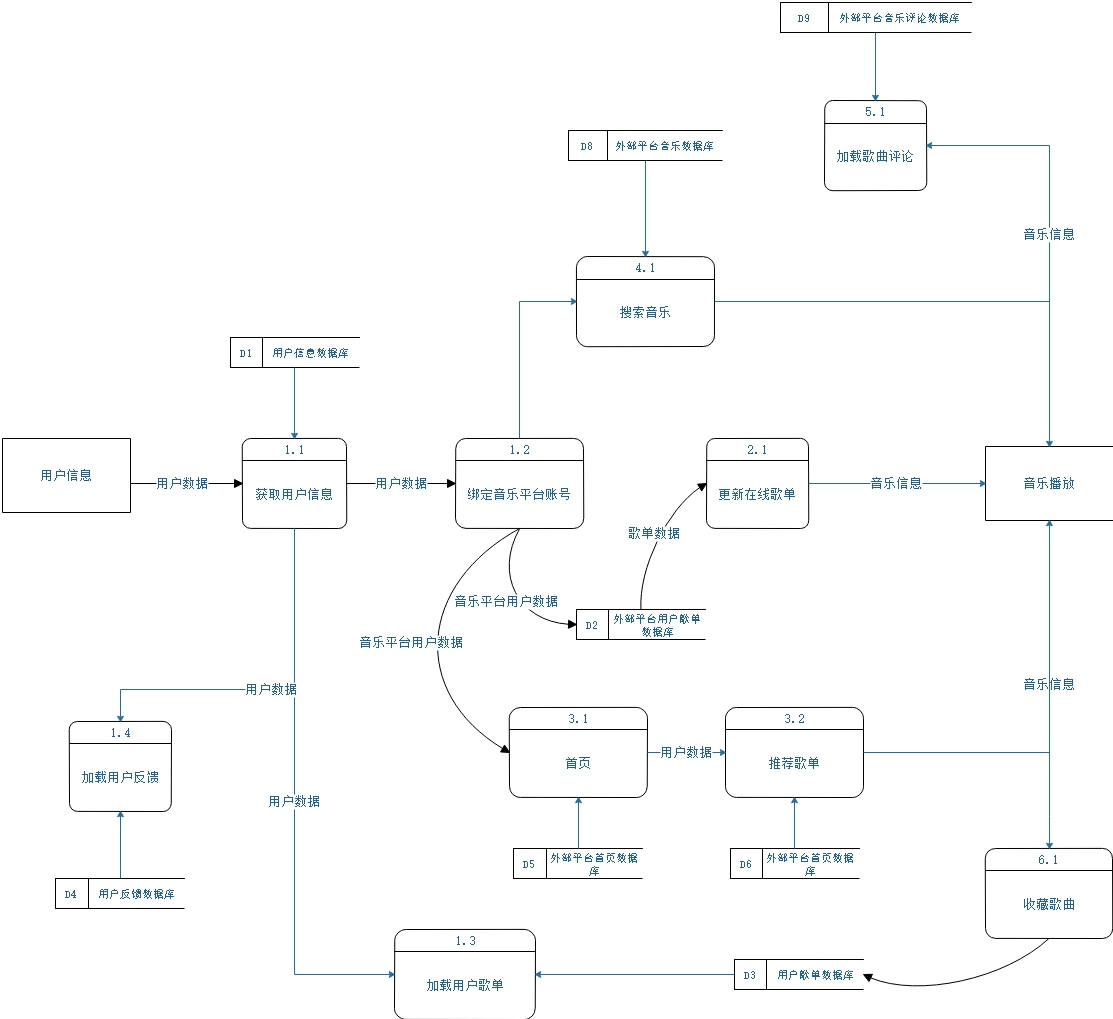 D9
外部平台音乐评论数据库
5.1
加载歌曲评论
D8
外部平台音乐数据库
音乐信息
4.1
搜索音乐
D1
用户信息数据库
用户信息
用户数据
1.1
获取用户信息
用户数据
1.2
绑定音乐平台账号
2.1
更新在线歌单
音乐信息
音乐播放
歌单数据
音乐平台用户数据
D2
外部平台用户歌单
数据库
音乐平台用户数据
用户数据
音乐信息
1.4
加载用户反馈
3.1
首页
用户数据
3.2
推荐歌单
用户数据
D5
外部平台首页数据
库
D6
外部平台首页数据
库
6.1
收藏歌曲
D4
用户反馈数据库
1.3
加载用户歌单
D3
用户歌单数据库